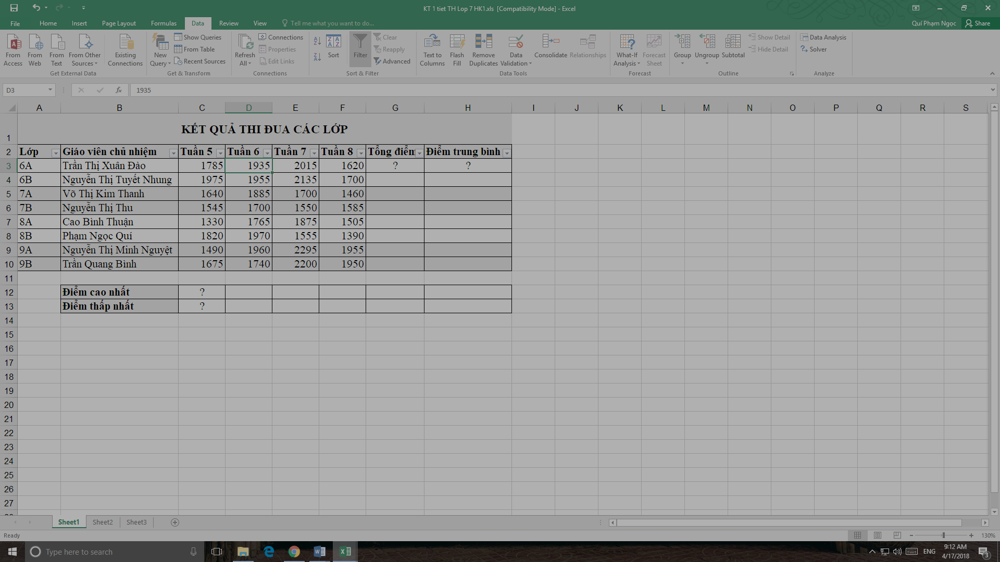 KT 1 tiet TH Lop 7 HK1.xls  [Compatibility Mode] - Excel
File Home Insert Page Layout Formulas Data Review View Tell me what you want to do... Quí Phạm Ngọc Share
From Access
From Web
From Text
From Other Sources
Existing Connections
Get External Data
New Query
Show Queries
From Table
Recent Sources
Get & Transform
Refresh All
Connections
Properties
Edit Links
Connections
Sort
Filter
Clear
Reapply
Advanced
Sort & Filter
Text to Columns
Flash Fill
Remove Duplicates
Data Validation
Consolidate
Relationships
Data Tools
What-If Analysis
Forecast Sheet
Forecast
Group
Ungroup
Subtotal
Show Detail
Hide Detail
Outline
Data Analysis
Solver
Analyze
D3 fx 1935
A B C D E F G H I J K L M N O P Q R S
1 KẾT QUẢ THI ĐUA CÁC LỚP
2 Lớp Giáo viên chủ nhiệm Tuần 5 Tuần 6 Tuần 7 Tuần 8 Tổng điểm Điểm trung bình
3 6A Trần Thị Xuân Đào 1785 1935 2015 1620 ? ?
4 6B Nguyễn Thị Tuyết Nhung 1975 1955 2135 1700
5 7A Võ Thị Kim Thanh 1640 1885 1700 1460
6 7B Nguyễn Thị Thu 1545 1700 1550 1585
7 8A Cao Bình Thuận 1330 1765 1875 1505
8 8B Phạm Ngọc Quí 1820 1970 1555 1390
9 9A Nguyễn Thị Minh Nguyệt 1490 1960 2295 1955
10 9B Trần Quang Bình 1675 1740 2200 1950
11
12 Điểm cao nhất ?
13 Điểm thấp nhất ?
14
15
16
17
18
19
20
21
22
23
24
25
26
27
Sheet1 Sheet2 Sheet3
Ready 130%
Type here to search ENG 9:12 AM
4/17/2018 3